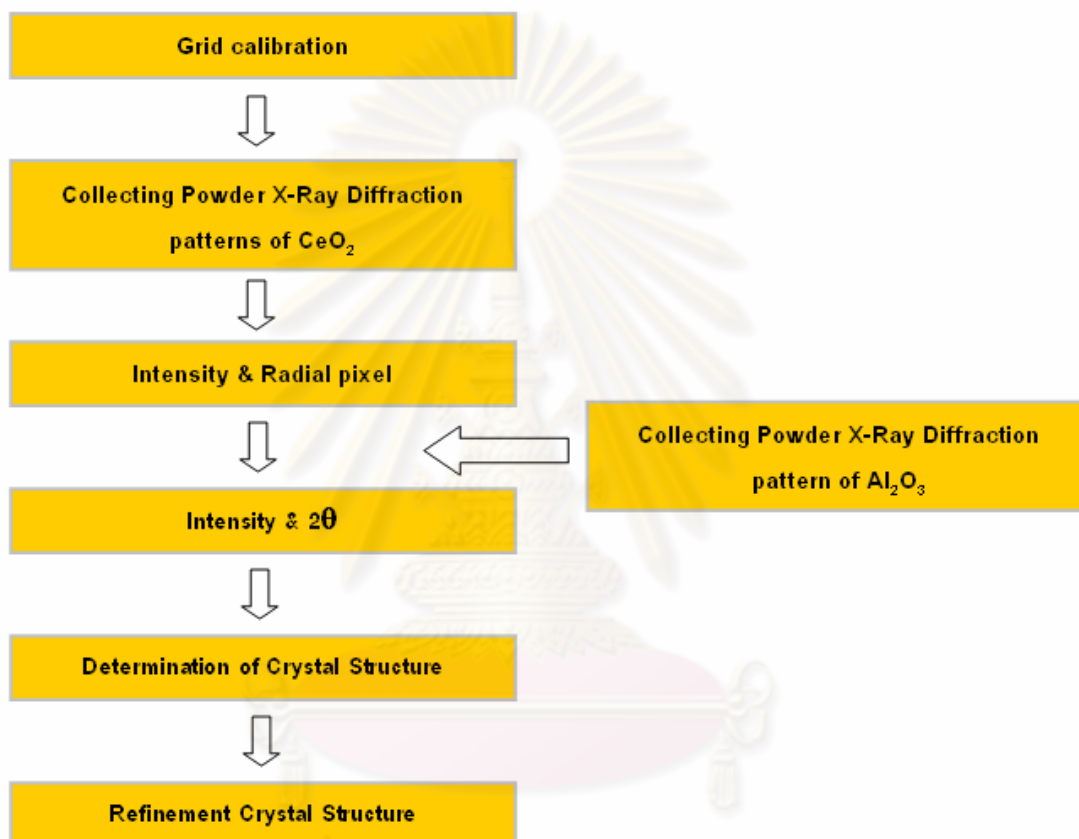 Grid calibration
Collecting Powder X-Ray Diffraction
patterns of CeO₂
Intensity & Radial pixel
Collecting Powder X-Ray Diffraction
pattern of Al₂O₃
Intensity & 2θ
Determination of Crystal Structure
Refinement Crystal Structure